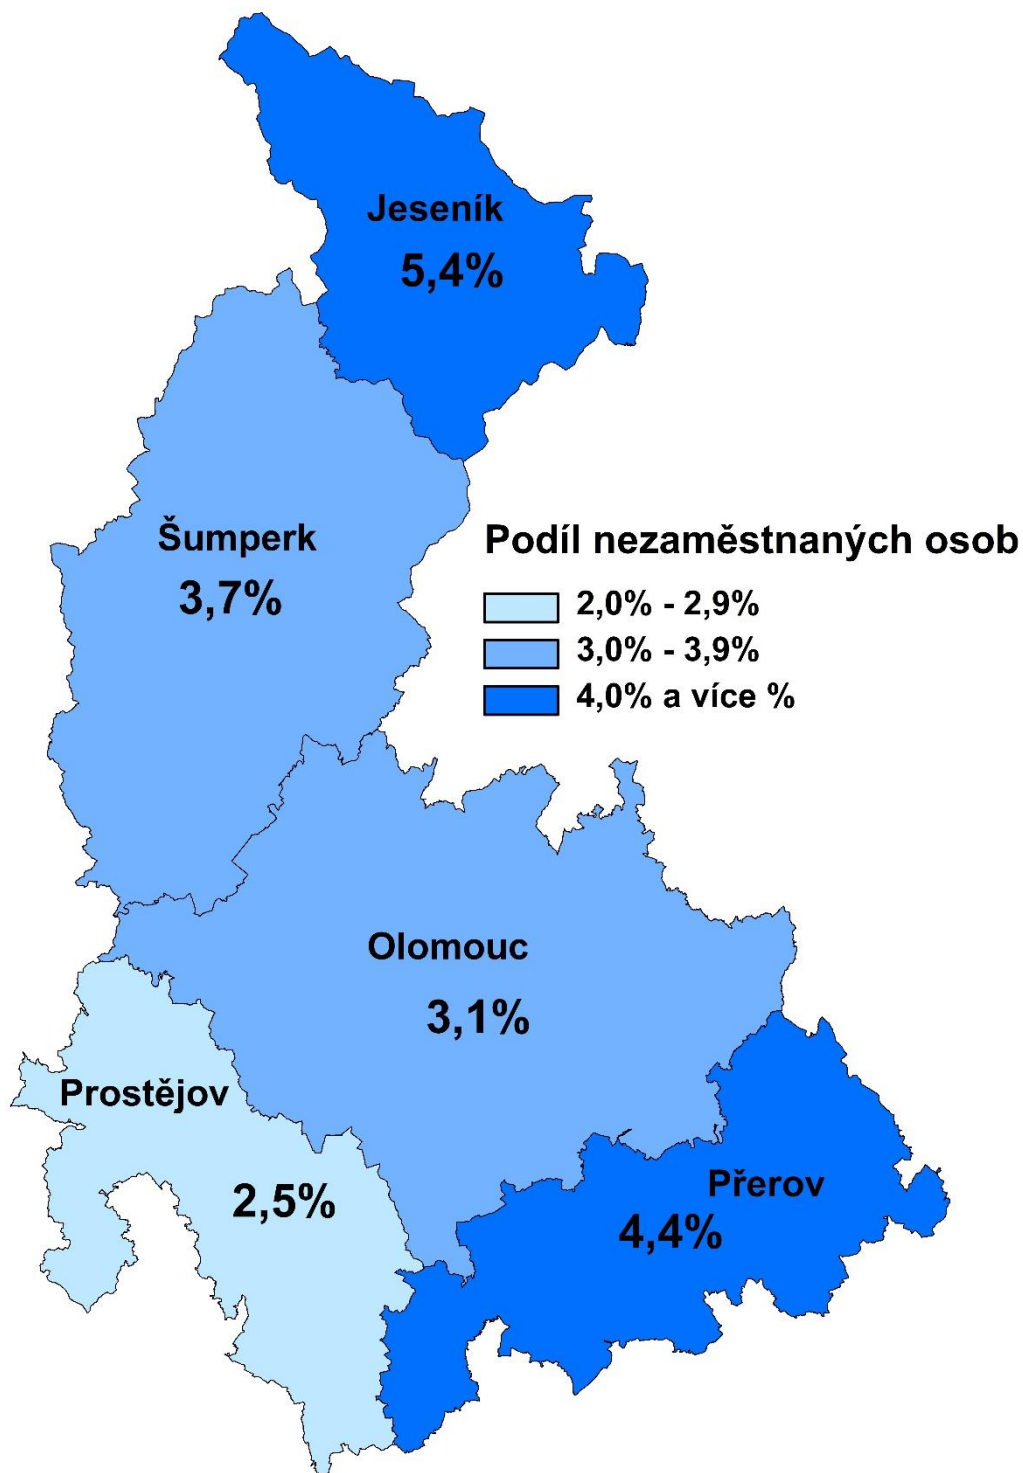 Jeseník
5,4%
Šumperk
3,7%
Podíl nezaměstnaných osob
2,0% - 2,9%
3,0% - 3,9%
4,0% a více %
Olomouc
3,1%
Prostějov
2,5%
Přerov
4,4%